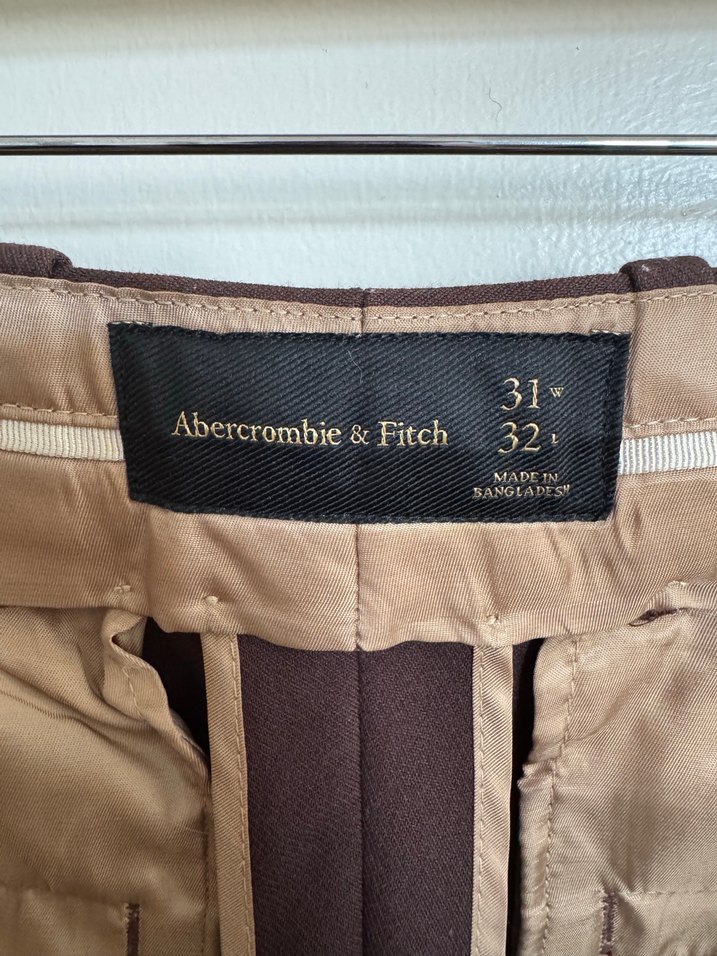 Abercrombie & Fitch
31 W
32 L
MADE IN
BANGLADESH